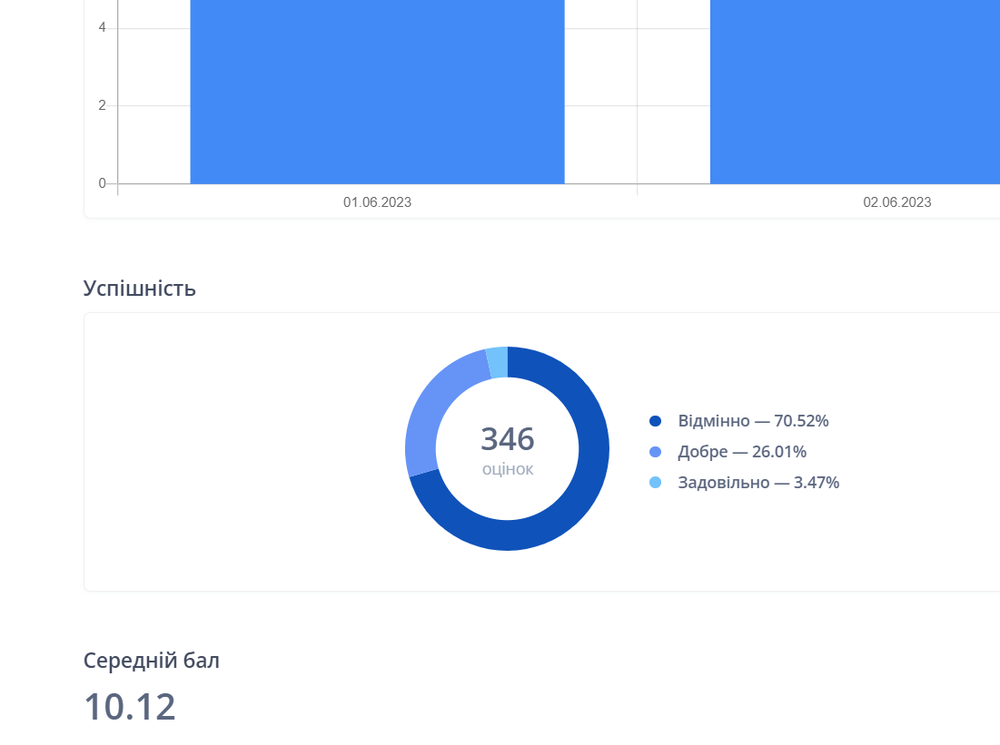 4
2
0
01.06.2023
02.06.2023
Успішність
346
оцінок
Відмінно — 70.52%
Добре — 26.01%
Задовільно — 3.47%
Середній бал
10.12